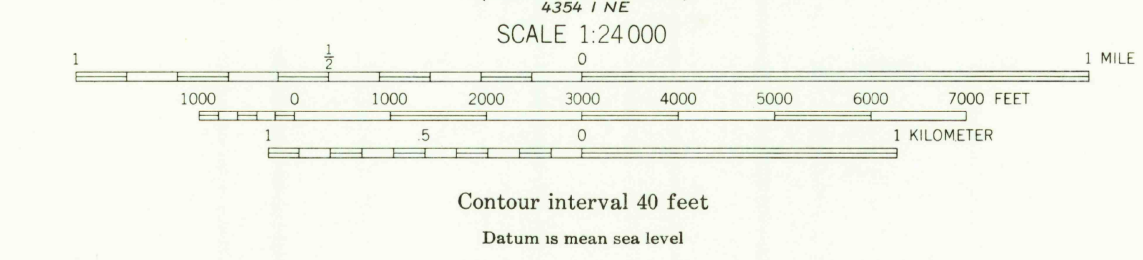 4354 I NE
SCALE 1:24 000
1 1/2 0 1 MILE
1000 0 1000 2000 3000 4000 5000 6000 7000 FEET
1 .5 0 1 KILOMETER
Contour interval 40 feet
Datum is mean sea level